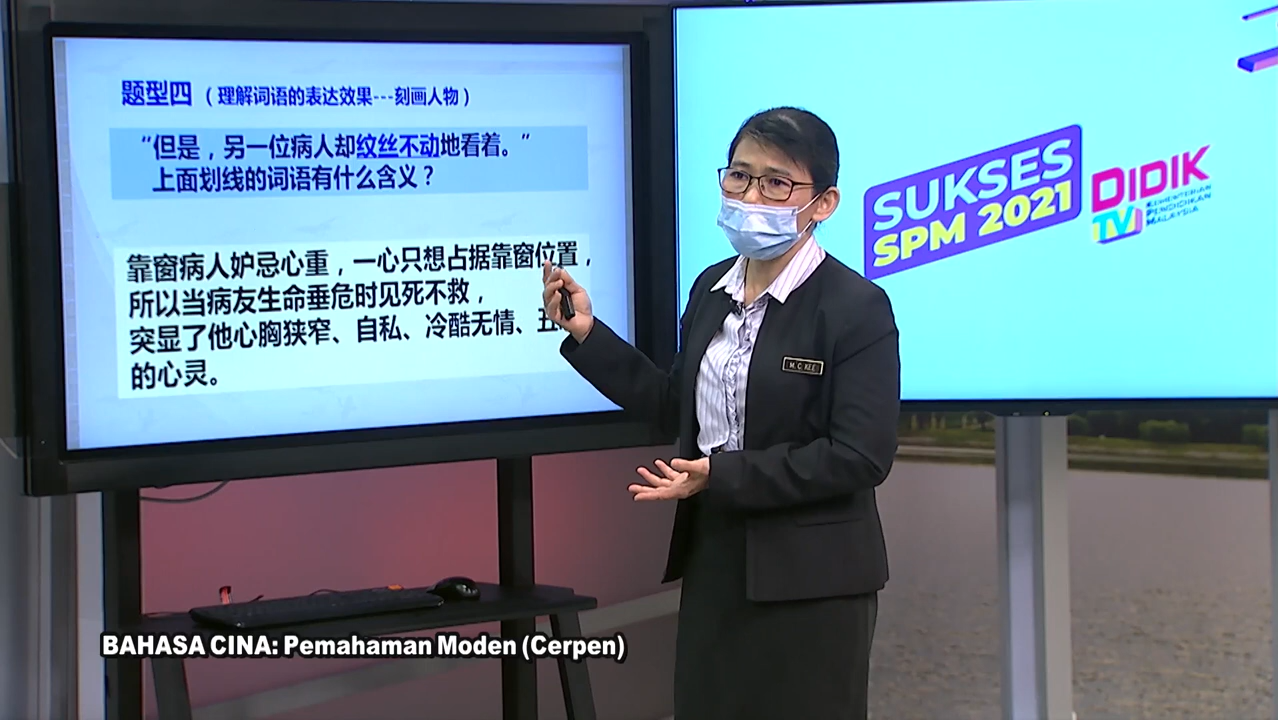 题型四 （ 理解词语的表达效果---刻画人物 ）
“但是，另一位病人却纹丝不动地看着。”
上面划线的词语有什么含义？
靠窗病人妒忌心重，一心只想占据靠窗位置，
所以当病友生命垂危时见死不救，
突显了他心胸狭窄、自私、冷酷无情、丑
的心灵。
SUKSES
SPM 2021
DIDIK
TV
KEMENTERIAN
PENDIDIKAN
MALAYSIA
M. C. KEE
BAHASA CINA: Pemahaman Moden (Cerpen)